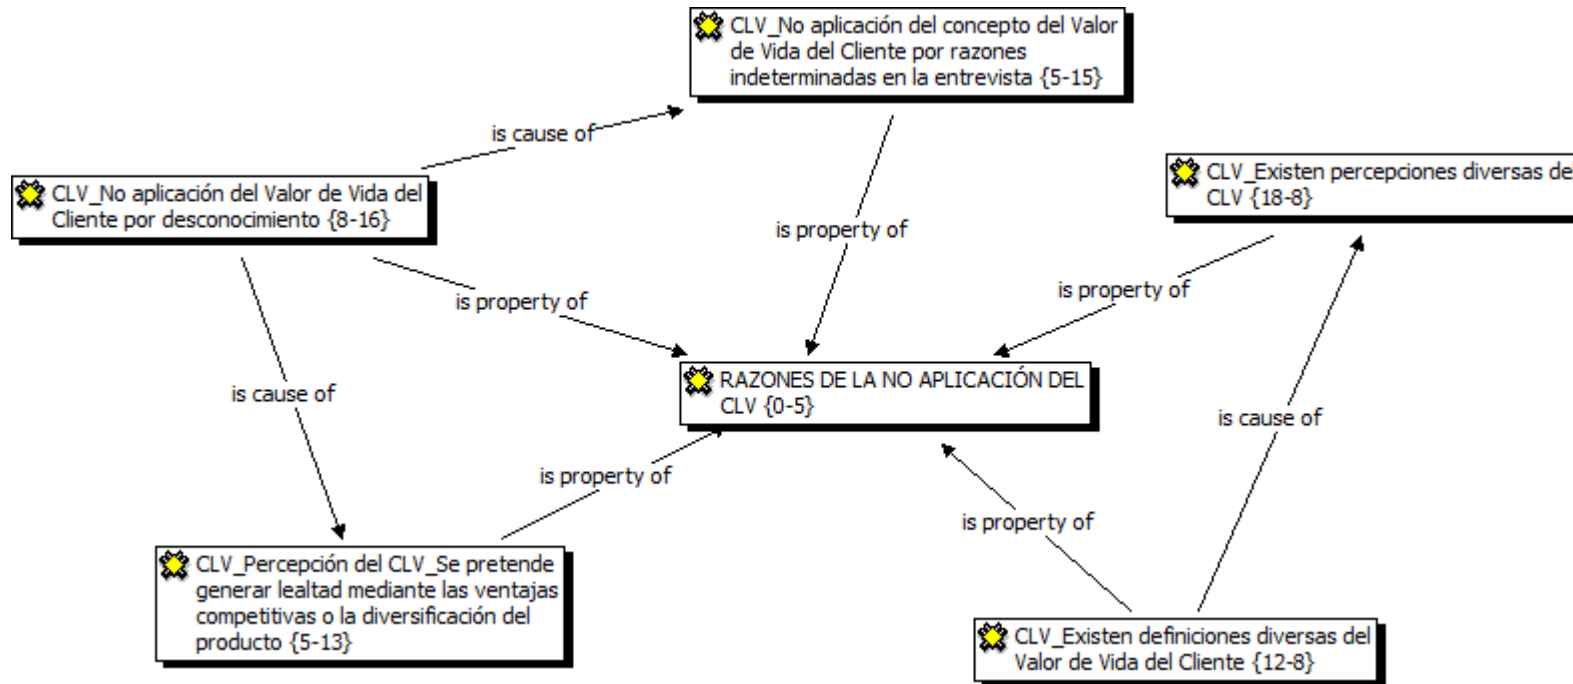 CLV_No aplicación del concepto del Valor
de Vida del Cliente por razones
indeterminadas en la entrevista {5-15}
is cause of
CLV_No aplicación del Valor de Vida del
Cliente por desconocimiento {8-16}
CLV_Existen percepciones diversas del
CLV {18-8}
is property of
is property of
is property of
RAZONES DE LA NO APLICACIÓN DEL
CLV {0-5}
is cause of
is cause of
is property of
is property of
CLV_Percepción del CLV_Se pretende
generar lealtad mediante las ventajas
competitivas o la diversificación del
producto {5-13}
CLV_Existen definiciones diversas del
Valor de Vida del Cliente {12-8}